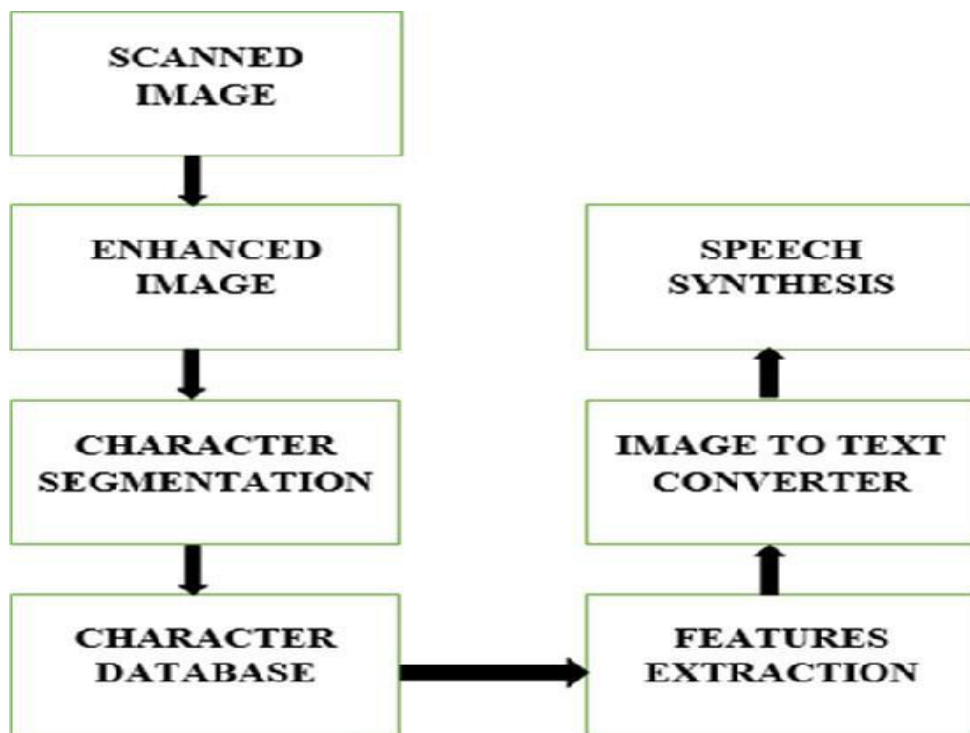 SCANNED
IMAGE
ENHANCED
IMAGE
CHARACTER
SEGMENTATION
CHARACTER
DATABASE
FEATURES
EXTRACTION
IMAGE TO TEXT
CONVERTER
SPEECH
SYNTHESIS